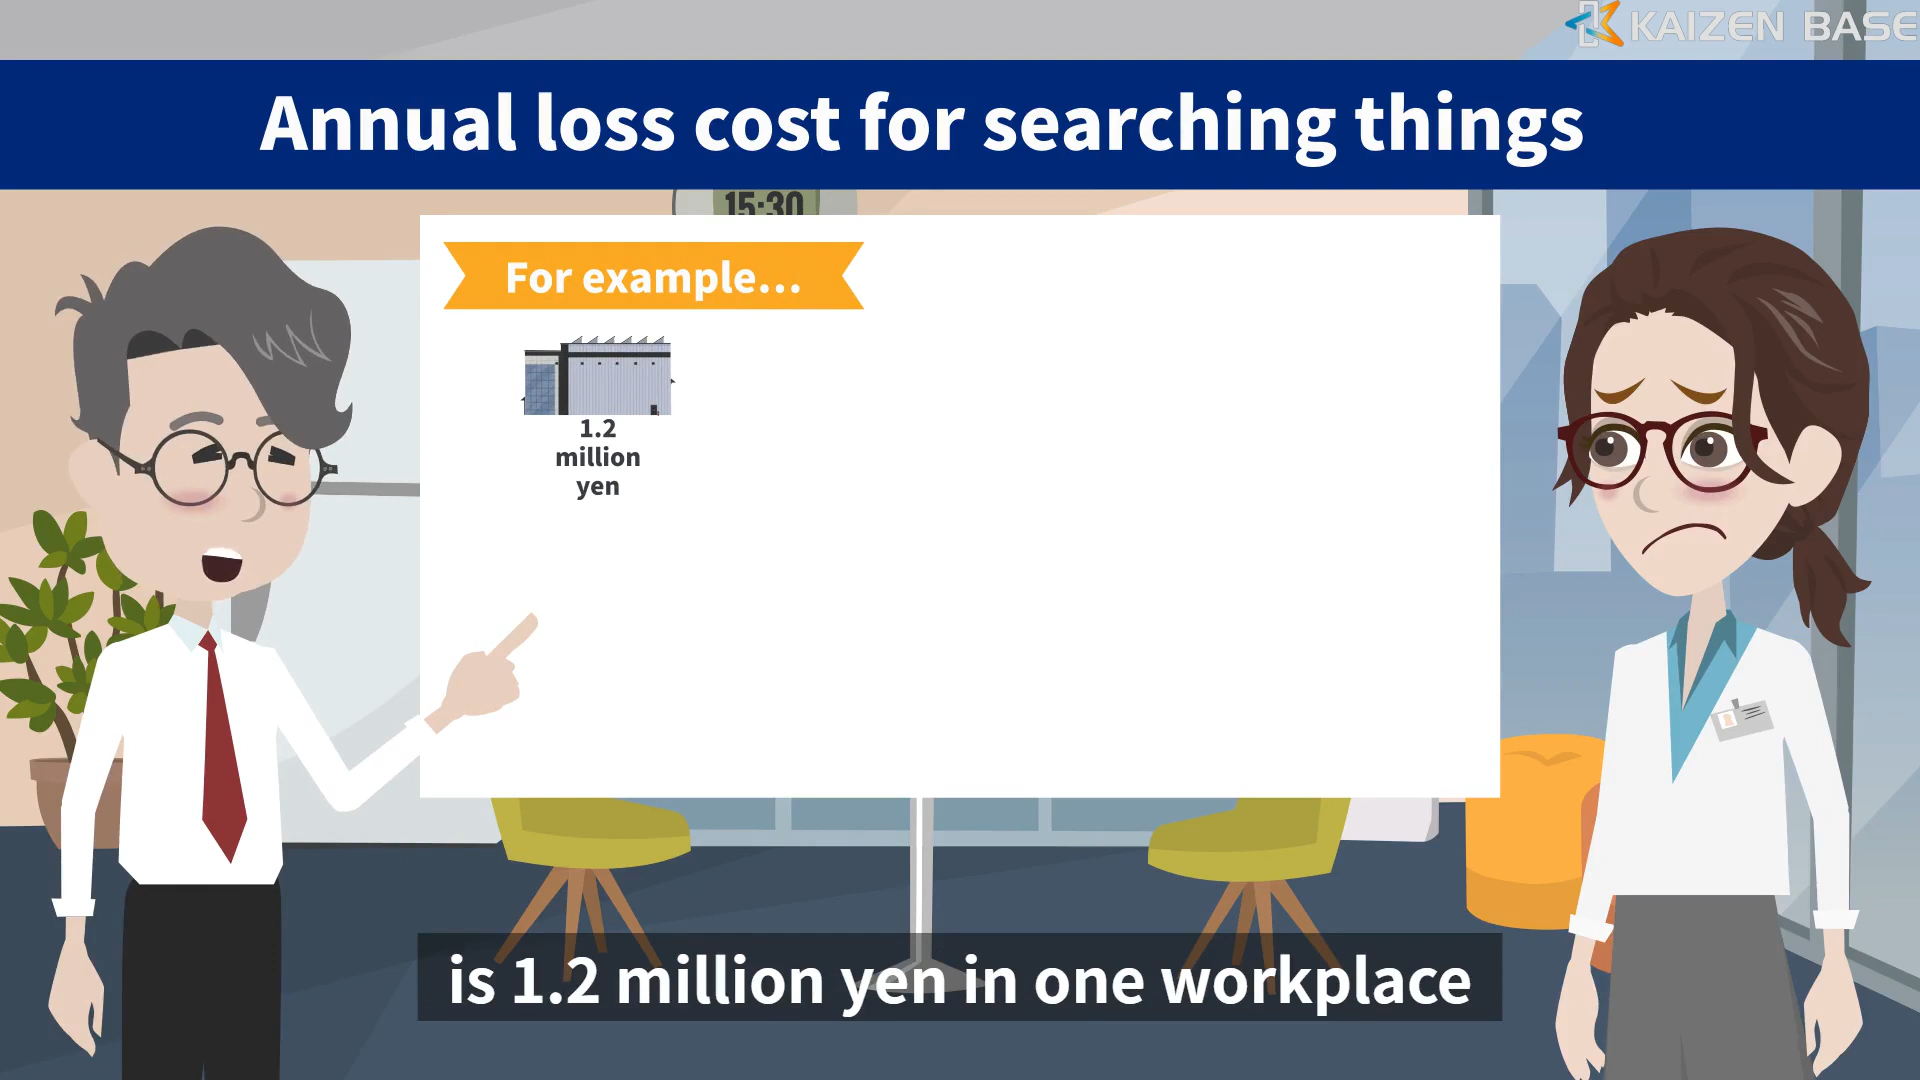 KAIZEN BASE
Annual loss cost for searching things
15:30
For example...
1.2
million
yen
is 1.2 million yen in one workplace